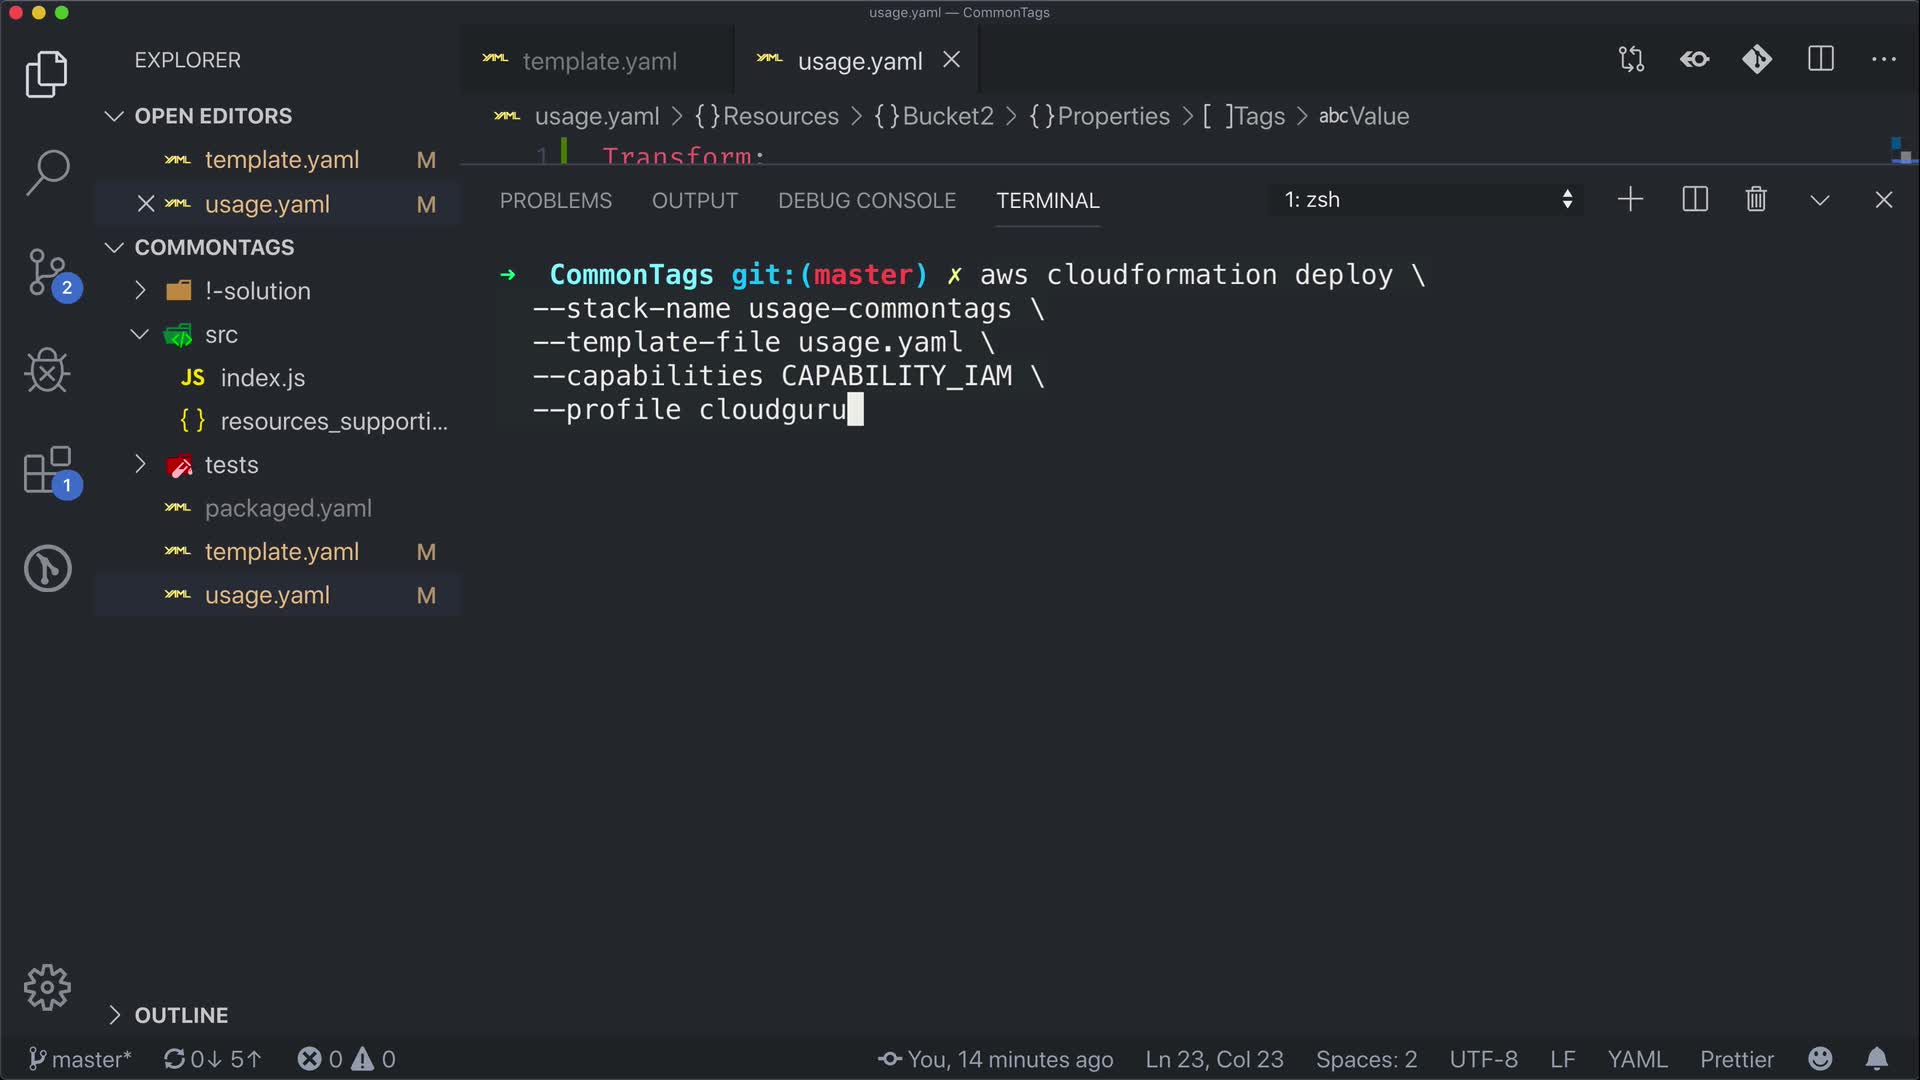 usage.yaml — CommonTags
EXPLORER
template.yaml
usage.yaml
OPEN EDITORS
usage.yaml > {}Resources > {}Bucket2 > {}Properties > [ ]Tags > abcValue
template.yaml M
1 Transform:
usage.yaml M
PROBLEMS OUTPUT DEBUG CONSOLE TERMINAL 1: zsh
COMMONTAGS
!-solution
src
JS index.js
{} resources_supporti...
tests
packaged.yaml
template.yaml M
usage.yaml M
2
1
→ CommonTags git:(master) ✗ aws cloudformation deploy \
--stack-name usage-commontags \
--template-file usage.yaml \
--capabilities CAPABILITY_IAM \
--profile cloudguru
OUTLINE
master* 0↓ 5↑ 0 0 You, 14 minutes ago Ln 23, Col 23 Spaces: 2 UTF-8 LF YAML Prettier